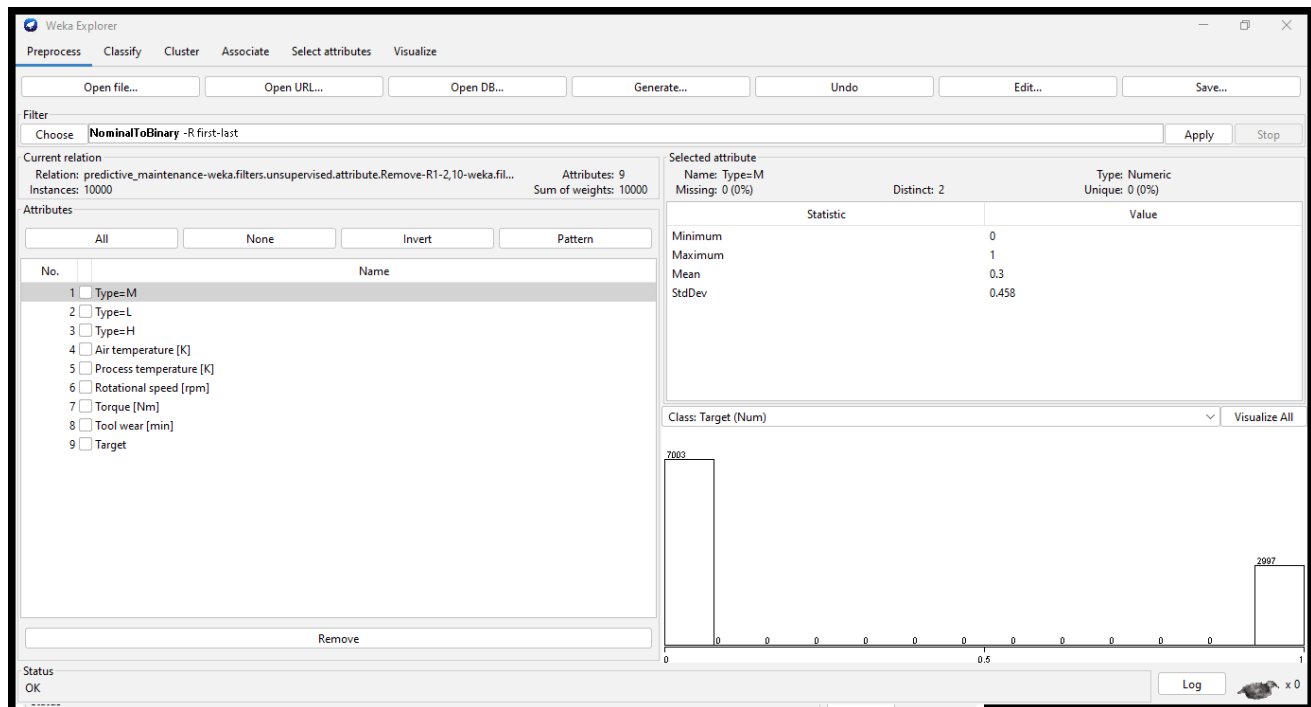 Weka Explorer
Preprocess Classify Cluster Associate Select attributes Visualize
Open file... Open URL... Open DB... Generate... Undo Edit... Save...
Filter
Choose NominalToBinary -R first-last Apply Stop
Current relation
Relation: predictive_maintenance-weka.filters.unsupervised.attribute.Remove-R1-2,10-weka.fil... Attributes: 9
Instances: 10000 Sum of weights: 10000
Attributes
All None Invert Pattern
No. Name
1 Type=M
2 Type=L
3 Type=H
4 Air temperature [K]
5 Process temperature [K]
6 Rotational speed [rpm]
7 Torque [Nm]
8 Tool wear [min]
9 Target
Remove
Selected attribute
Name: Type=M Type: Numeric
Missing: 0 (0%) Distinct: 2 Unique: 0 (0%)
Statistic Value
Minimum 0
Maximum 1
Mean 0.3
StdDev 0.458
Class: Target (Num) Visualize All
7003
2997
0 0 0 0 0 0 0 0 0 0 0
0 0.5 1
Status
OK
Log x 0